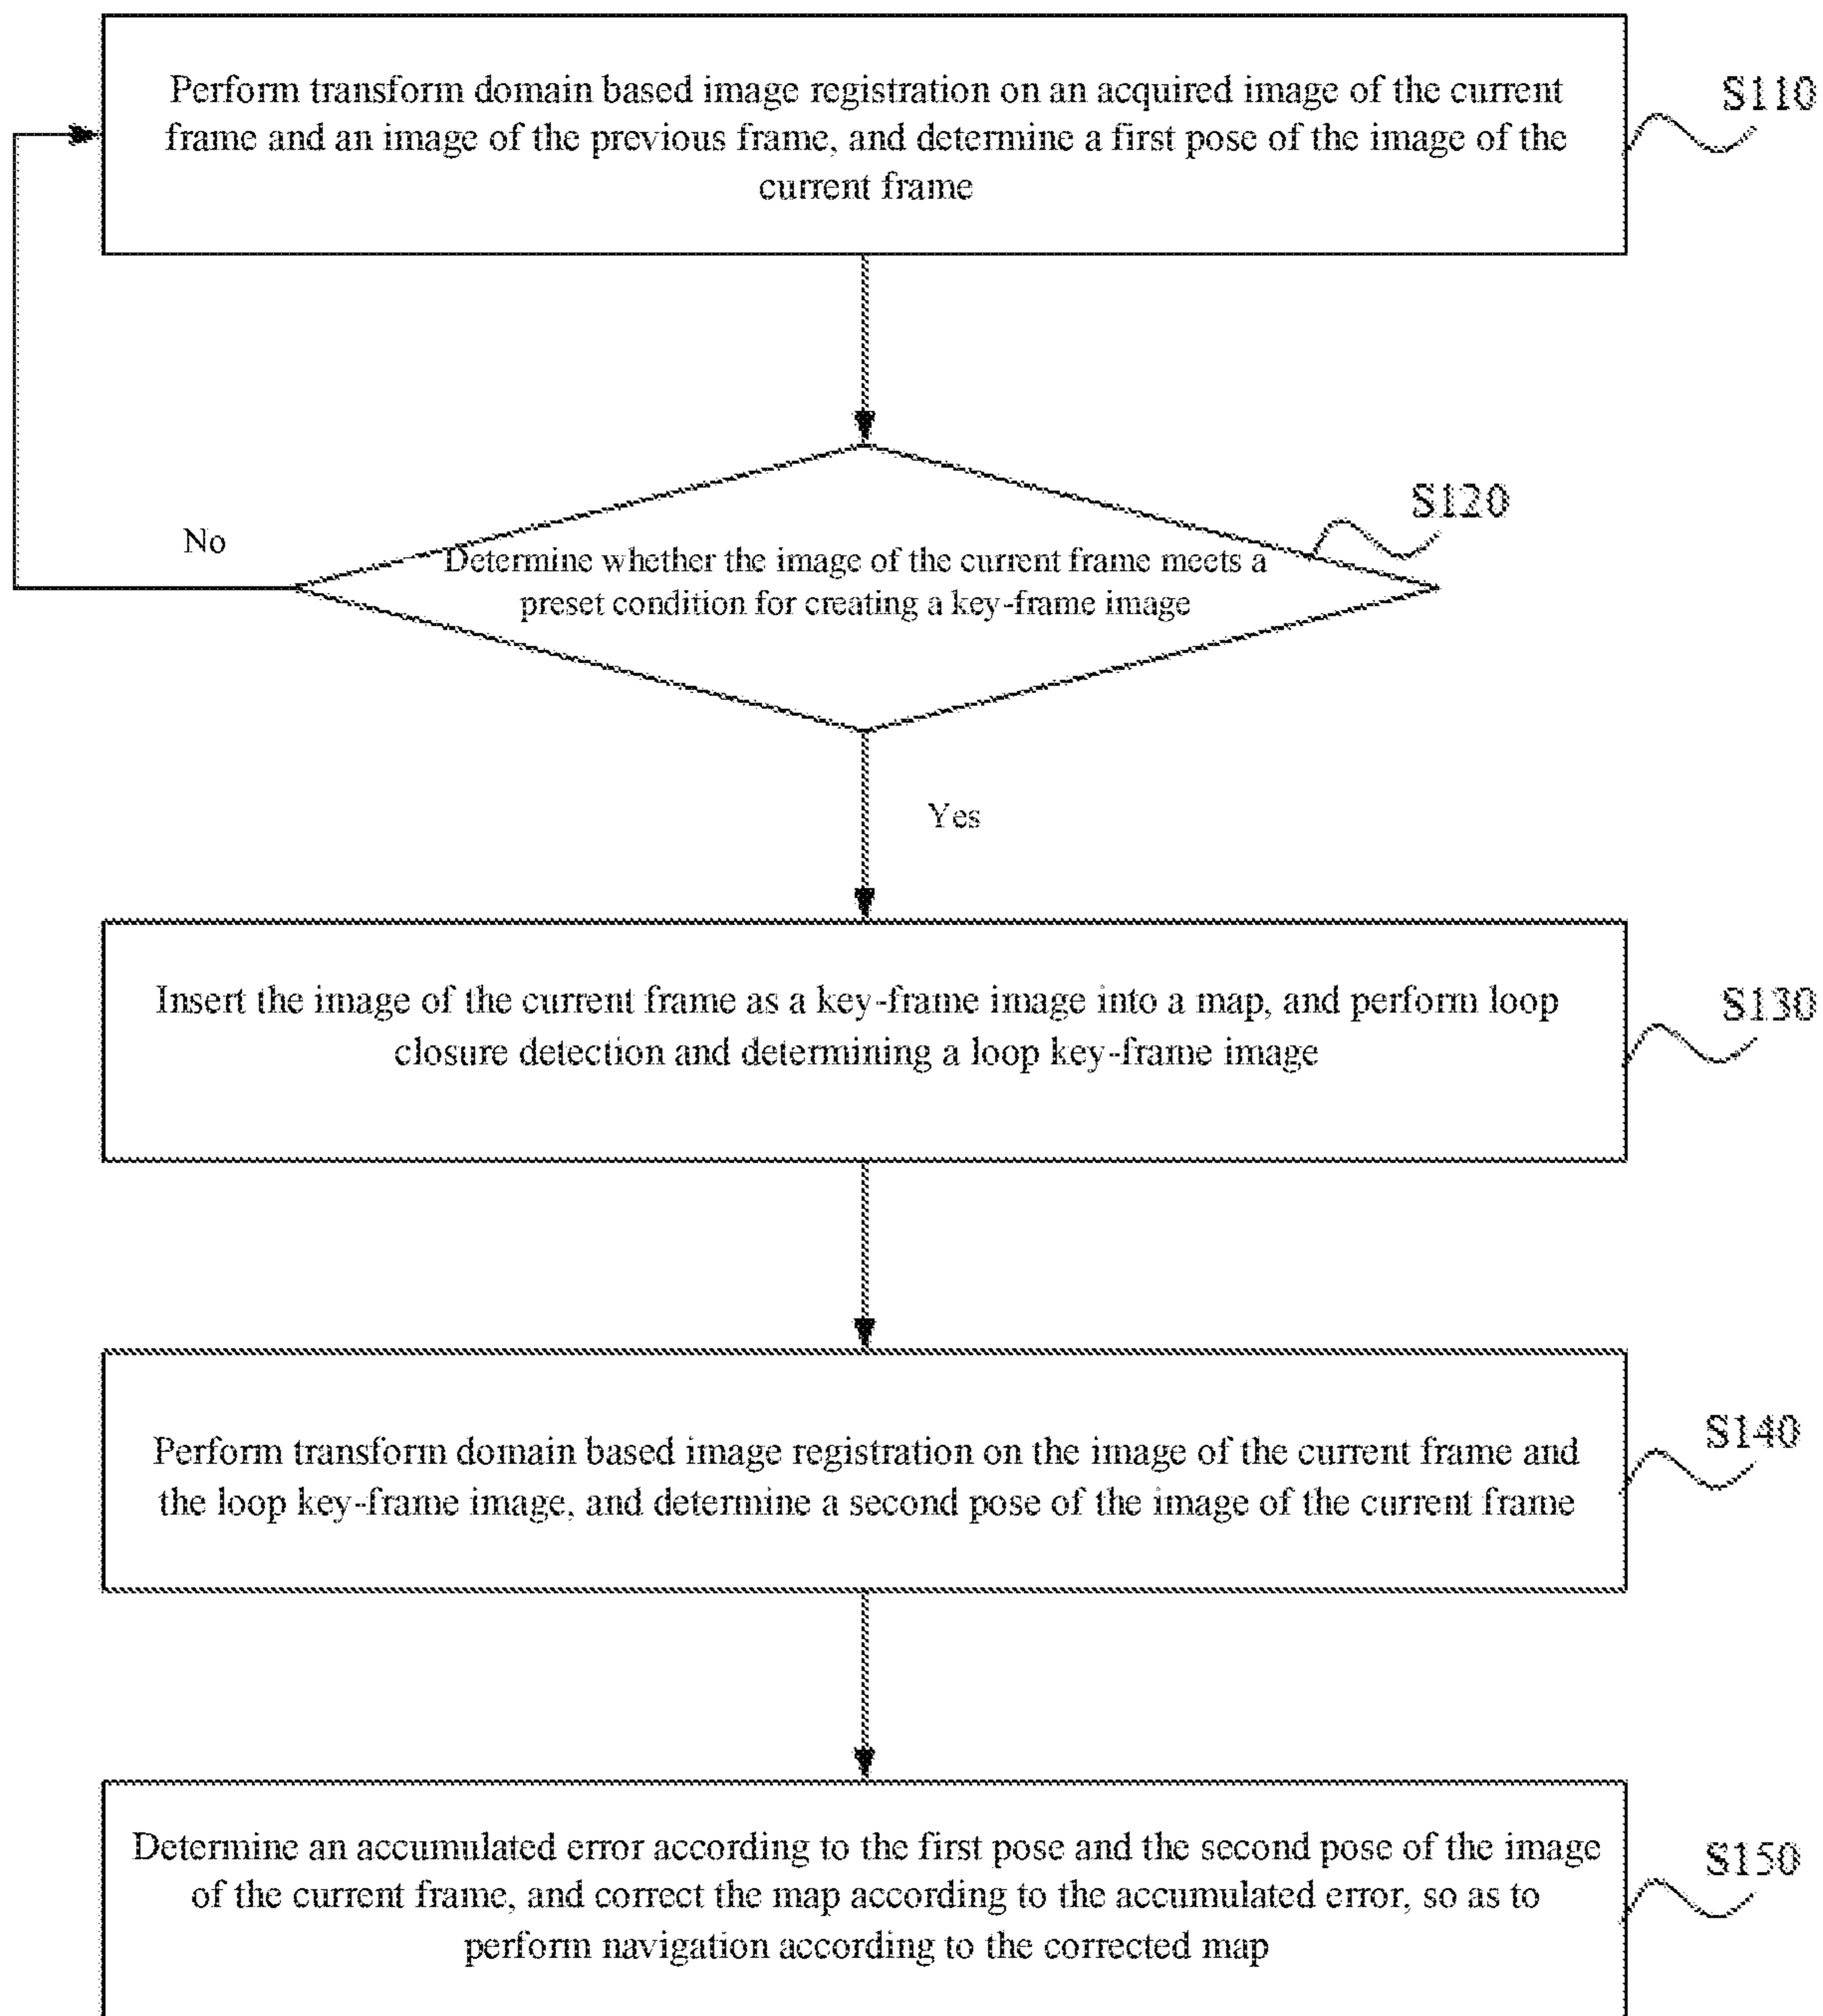 Perform transform domain based image registration on an acquired image of the current
frame and an image of the previous frame, and determine a first pose of the image of the
current frame
S110
S120
No
Determine whether the image of the current frame meets a
preset condition for creating a key-frame image
Yes
Insert the image of the current frame as a key-frame image into a map, and perform loop
closure detection and determining a loop key-frame image
S130
Perform transform domain based image registration on the image of the current frame and
the loop key-frame image, and determine a second pose of the image of the current frame
S140
Determine an accumulated error according to the first pose and the second pose of the image
of the current frame, and correct the map according to the accumulated error, so as to
perform navigation according to the corrected map
S150